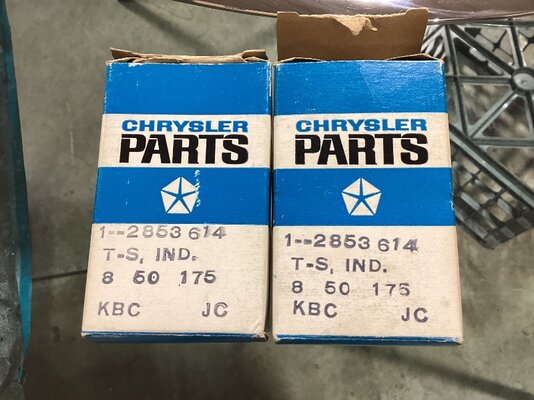 CHRYSLER
PARTS
1--2853 614
T-S, IND.
8 50 175
KBC JC
CHRYSLER
PARTS
1--2853 614
T-S, IND.
8 50 175
KBC JC